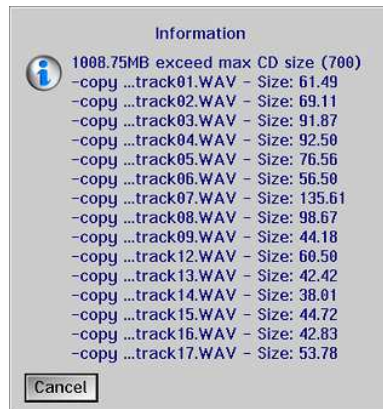 Information
1008.75MB exceed max CD size (700)
-copy ...track01.WAV - Size: 61.49
-copy ...track02.WAV - Size: 69.11
-copy ...track03.WAV - Size: 91.87
-copy ...track04.WAV - Size: 92.50
-copy ...track05.WAV - Size: 76.56
-copy ...track06.WAV - Size: 56.50
-copy ...track07.WAV - Size: 135.61
-copy ...track08.WAV - Size: 98.67
-copy ...track09.WAV - Size: 44.18
-copy ...track12.WAV - Size: 60.50
-copy ...track13.WAV - Size: 42.42
-copy ...track14.WAV - Size: 38.01
-copy ...track15.WAV - Size: 44.72
-copy ...track16.WAV - Size: 42.83
-copy ...track17.WAV - Size: 53.78
Cancel